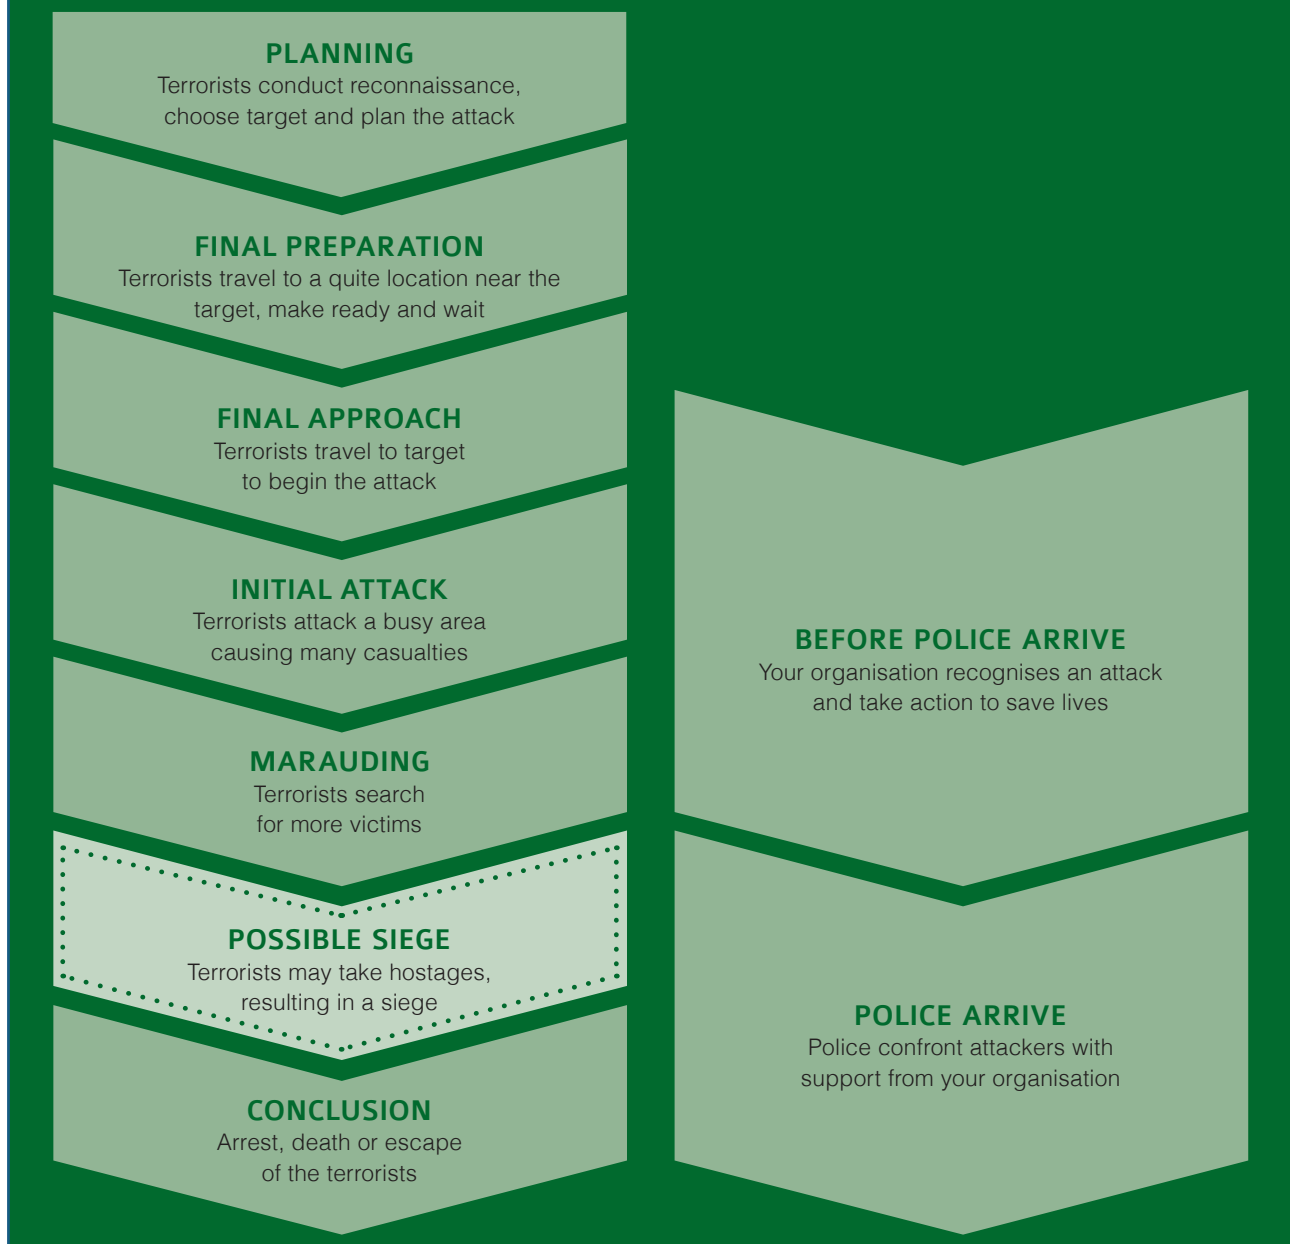 PLANNING
Terrorists conduct reconnaissance,
choose target and plan the attack
FINAL PREPARATION
Terrorists travel to a quite location near the
target, make ready and wait
FINAL APPROACH
Terrorists travel to target
to begin the attack
INITIAL ATTACK
Terrorists attack a busy area
causing many casualties
MARAUDING
Terrorists search
for more victims
POSSIBLE SIEGE
Terrorists may take hostages,
resulting in a siege
CONCLUSION
Arrest, death or escape
of the terrorists
BEFORE POLICE ARRIVE
Your organisation recognises an attack
and take action to save lives
POLICE ARRIVE
Police confront attackers with
support from your organisation